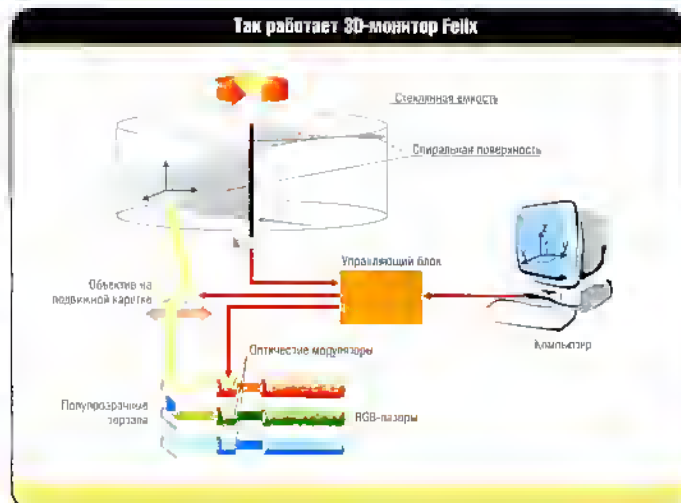 Так работает 3D-монитор Felix
Стеклянная емкость
Спиральная поверхность
Управляющий блок
Объектив на
подвижной каретке
Компьютер
Оптические модуляторы
Полупрозрачные
зеркала
RGB-лазеры
z
x
y